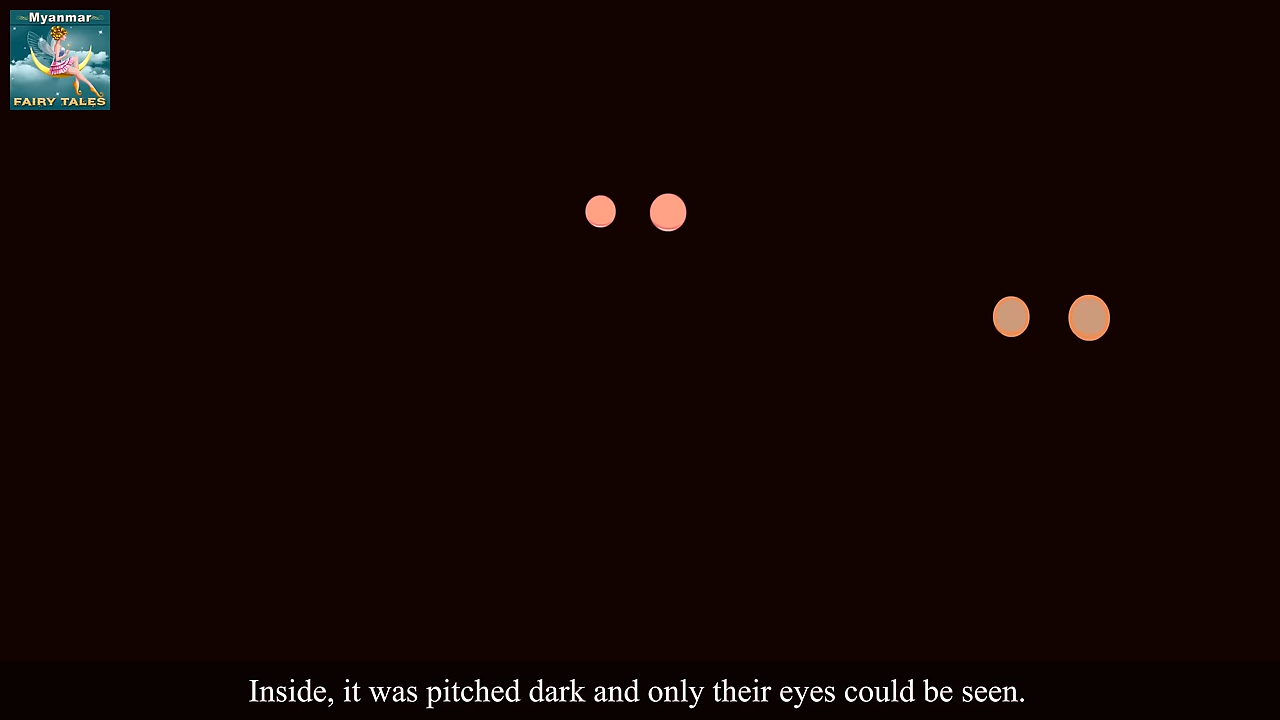 Myanmar
FAIRY TALES
Inside, it was pitched dark and only their eyes could be seen.